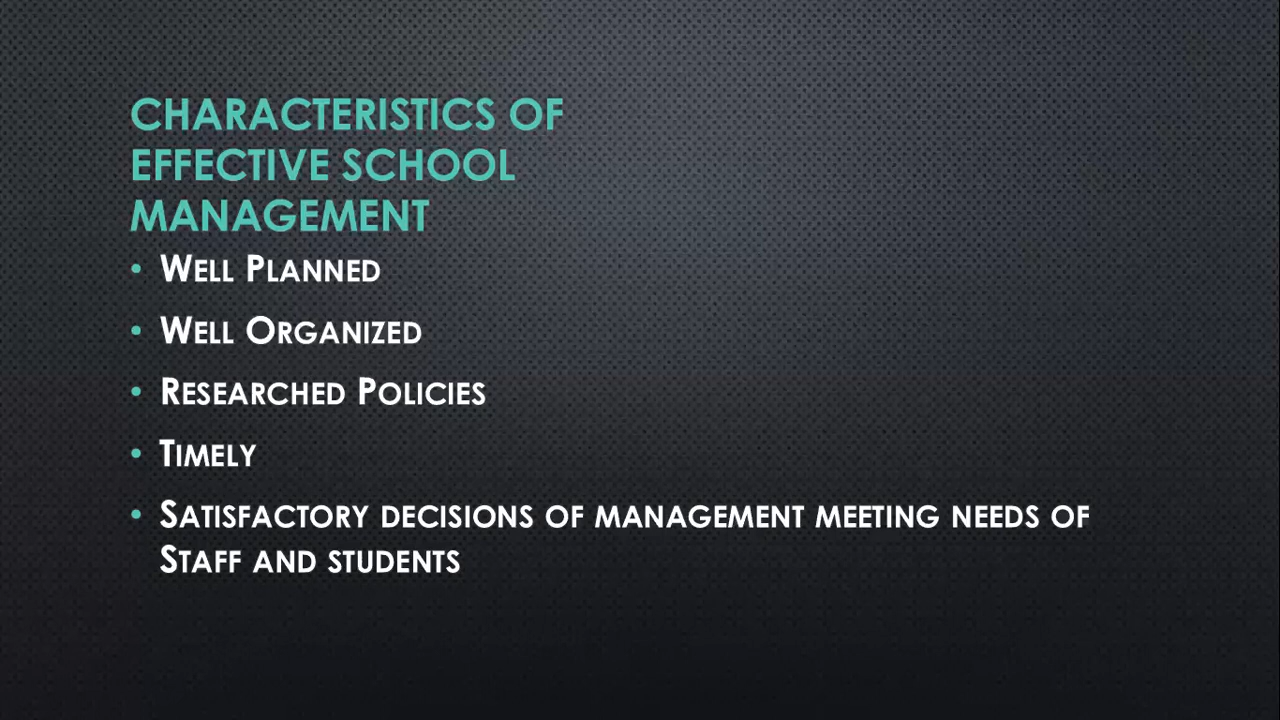 CHARACTERISTICS OF
EFFECTIVE SCHOOL
MANAGEMENT
• WELL PLANNED
• WELL ORGANIZED
• RESEARCHED POLICIES
• TIMELY
• SATISFACTORY DECISIONS OF MANAGEMENT MEETING NEEDS OF
STAFF AND STUDENTS